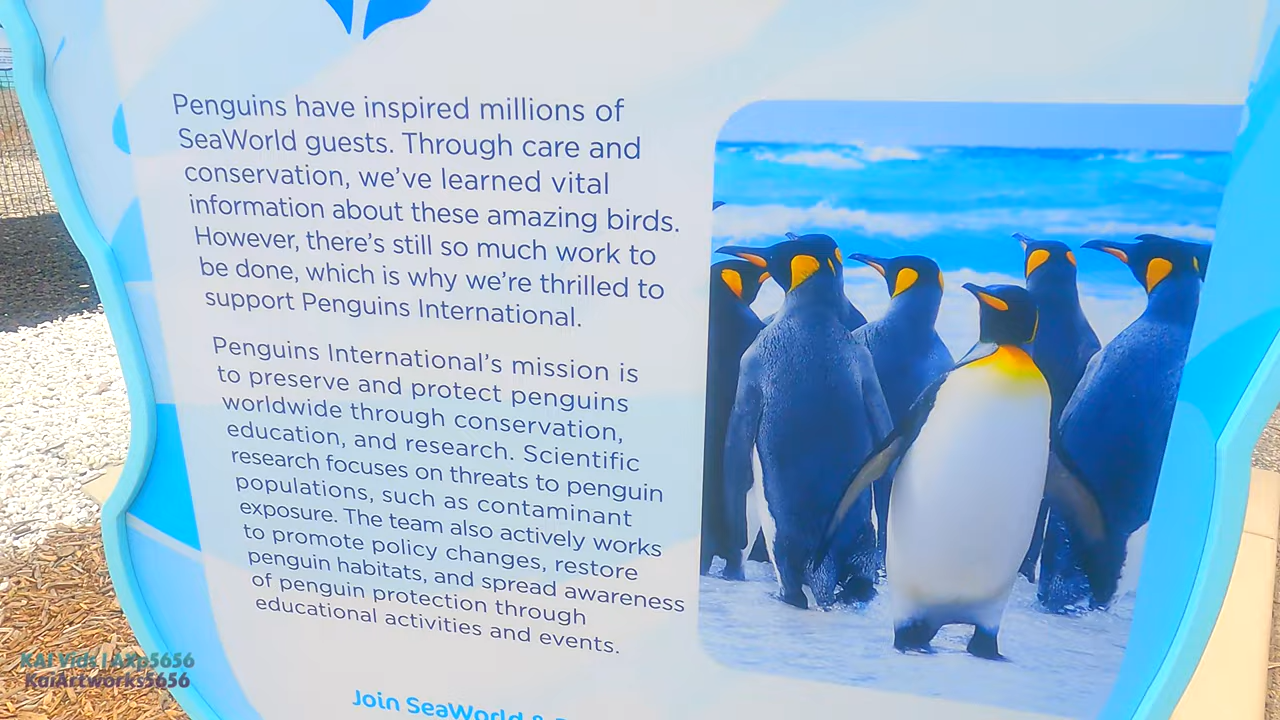 Penguins have inspired millions of
SeaWorld guests. Through care and
conservation, we've learned vital
information about these amazing birds.
However, there's still so much work to
be done, which is why we're thrilled to
support Penguins International.
Penguins International's mission is
to preserve and protect penguins
worldwide through conservation,
education, and research. Scientific
research focuses on threats to penguin
populations, such as contaminant
exposure. The team also actively works
to promote policy changes, restore
penguin habitats, and spread awareness
of penguin protection through
educational activities and events.
Join SeaWorld &
KAI Vids | AXp5656
KaiArtworks5656